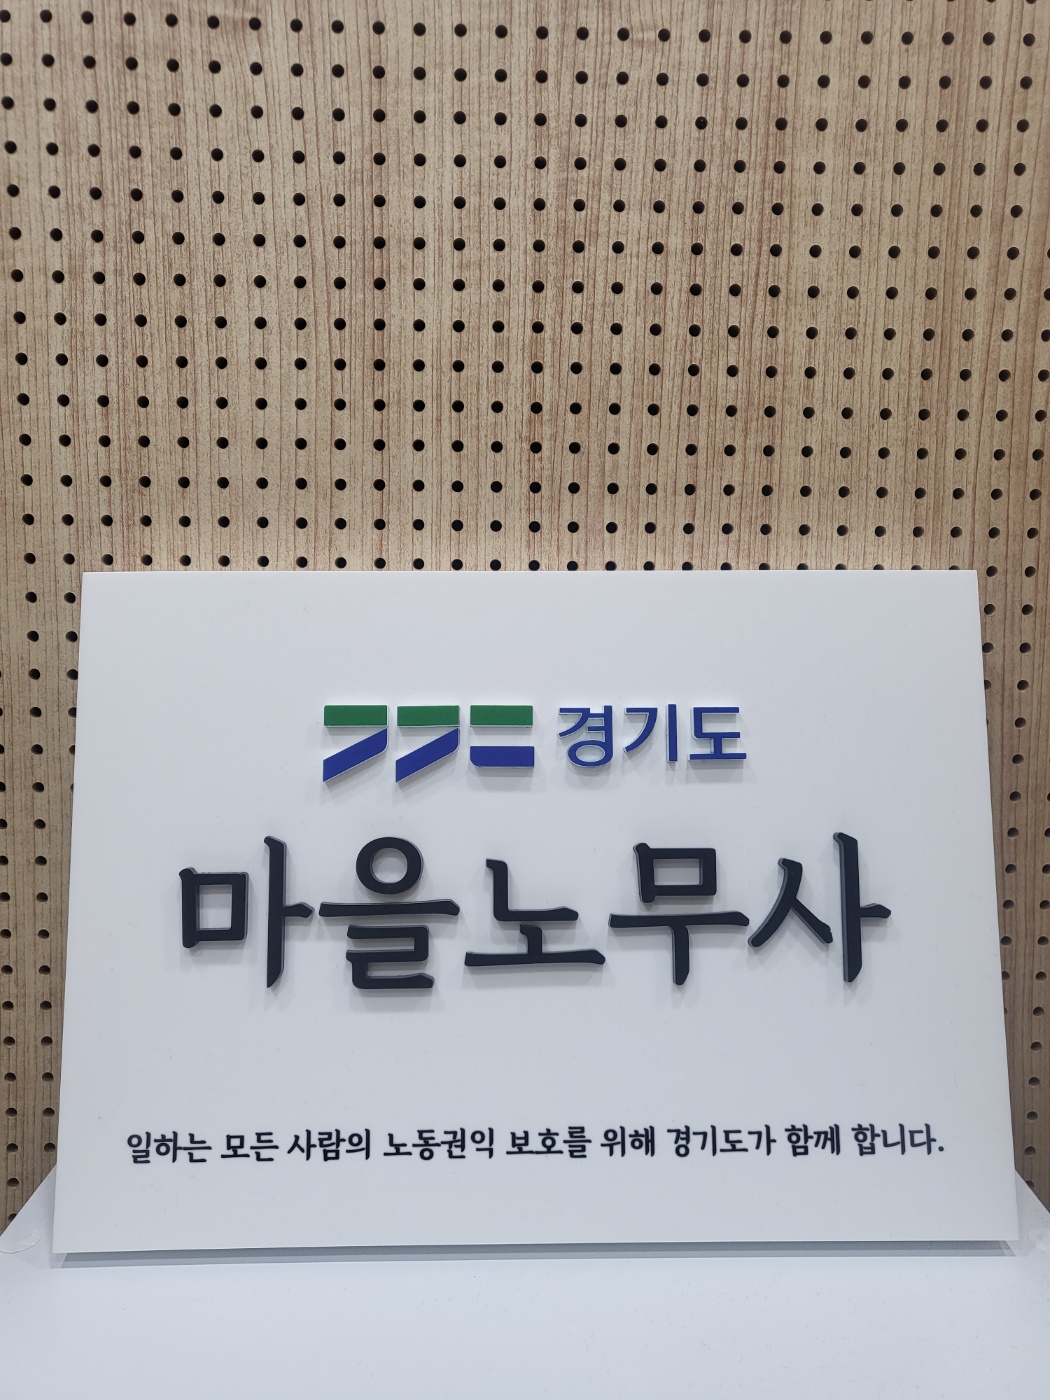 경기도
마을노무사
일하는 모든 사람의 노동권익 보호를 위해 경기도가 함께 합니다.